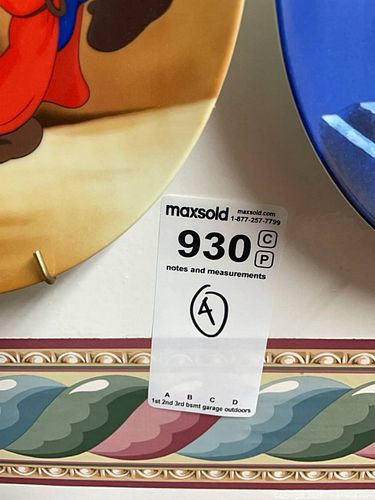 maxsold maxsold.com
1-877-257-7799
930 C
P
notes and measurements
4
A B C D
1st 2nd 3rd bsmt garage outdoors